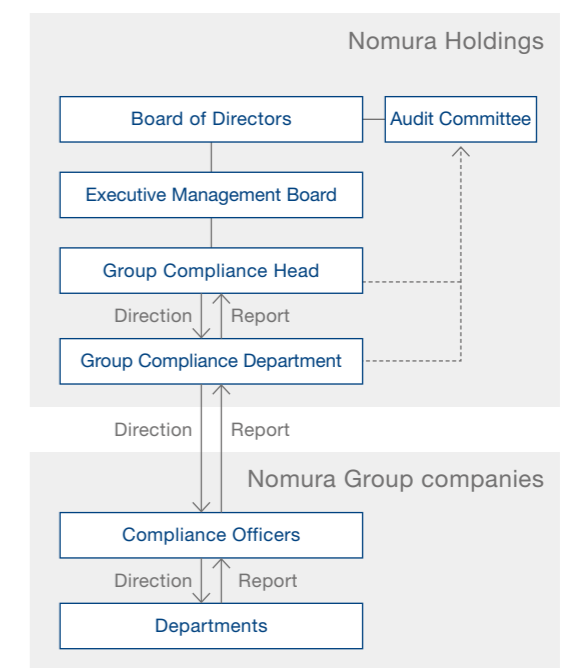 Nomura Holdings
Board of Directors
Audit Committee
Executive Management Board
Group Compliance Head
Direction
Report
Group Compliance Department
Direction
Report
Nomura Group companies
Compliance Officers
Direction
Report
Departments